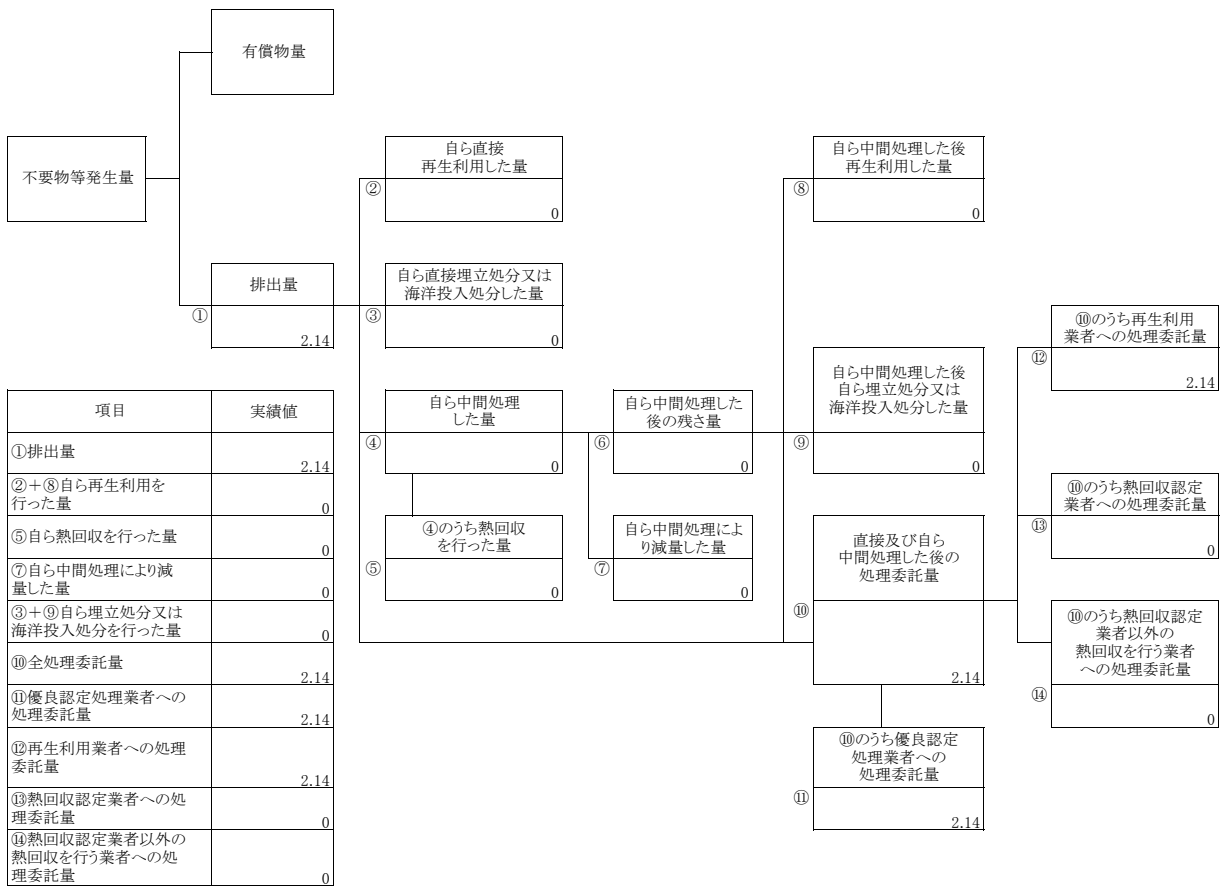 有償物量
不要物等発生量
自ら直接
再生利用した量
②
0
自ら中間処理した後
再生利用した量
⑧
0
排出量
①
2.14
自ら直接埋立処分又は
海洋投入処分した量
③
0
⑩のうち再生利用
業者への処理委託量
⑫
2.14
自ら中間処理
した量
④
0
自ら中間処理した
後の残さ量
⑥
0
自ら中間処理した後
自ら埋立処分又は
海洋投入処分した量
⑨
0
④のうち熱回収
を行った量
⑤
0
自ら中間処理によ
り減量した量
⑦
0
直接及び自ら
中間処理した後の
処理委託量
⑩
2.14
⑩のうち熱回収認定
業者への処理委託量
⑬
0
⑩のうち熱回収認定
業者以外の
熱回収を行う業者
への処理委託量
⑭
0
⑩のうち優良認定
処理業者への
処理委託量
⑪
2.14
項目 実績値
①排出量
2.14
②+⑧自ら再生利用を
行った量
0
⑤自ら熱回収を行った量
0
⑦自ら中間処理により減
量した量
0
③+⑨自ら埋立処分又は
海洋投入処分を行った量
0
⑩全処理委託量
2.14
⑪優良認定処理業者への
処理委託量
2.14
⑫再生利用業者への処理
委託量
2.14
⑬熱回収認定業者への処
理委託量
0
⑭熱回収認定業者以外の
熱回収を行う業者への処
理委託量
0